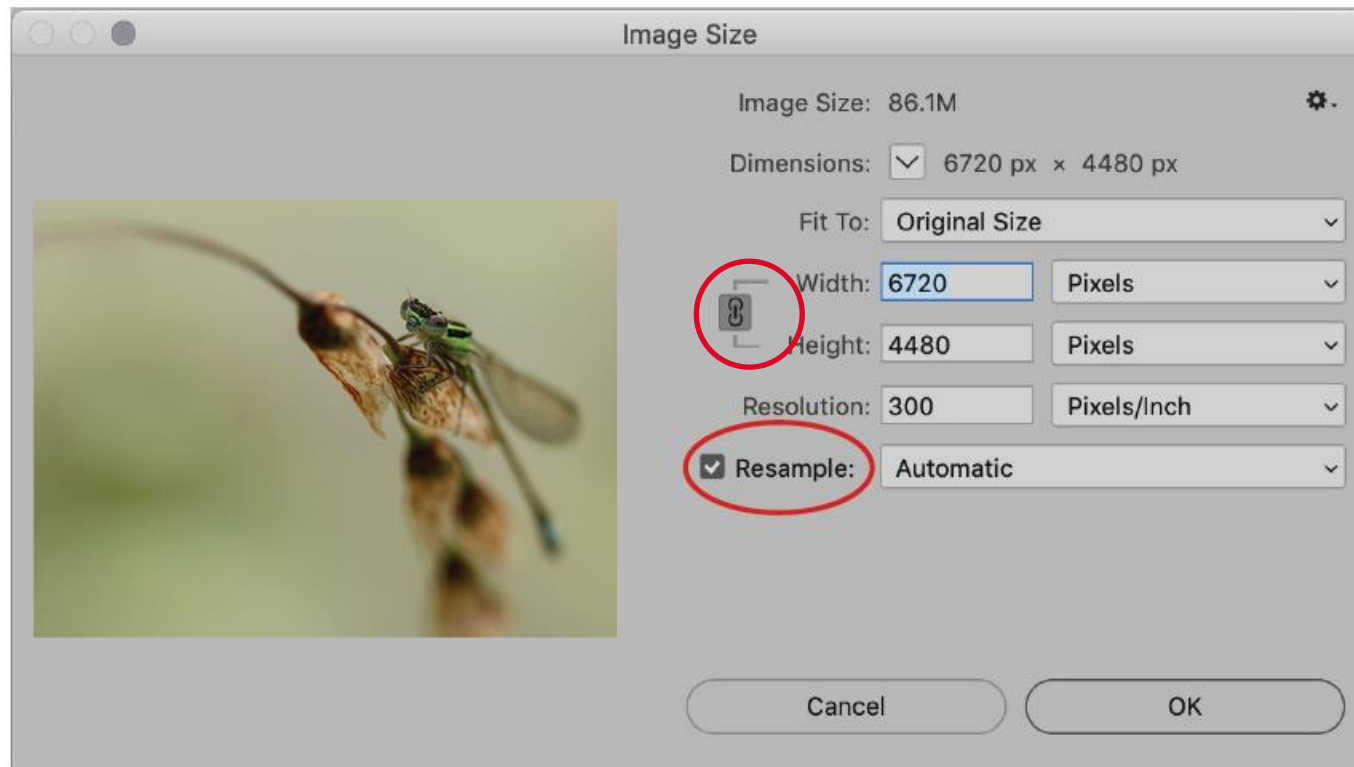 Image Size
Image Size: 86.1M
Dimensions: 6720 px × 4480 px
Fit To: Original Size
Width: 6720 Pixels
Height: 4480 Pixels
Resolution: 300 Pixels/Inch
Resample: Automatic
Cancel OK